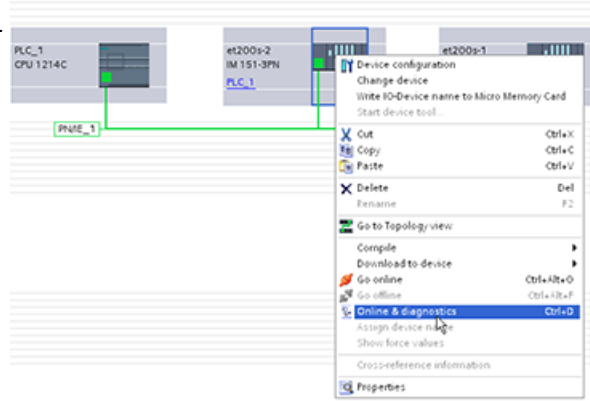 PLC_1
CPU 1214C
et200s-2
IM 151-3PN
PLC_1
et200s-1
PN/IE_1
Device configuration
Change device
Write IO-Device name to Micro Memory Card
Start device tool...
Cut Ctrl+X
Copy Ctrl+C
Paste Ctrl+V
Delete Del
Rename F2
Go to Topology view
Compile
Download to device
Go online Ctrl+Alt+O
Go offline Ctrl+Alt+F
Online & diagnostics Ctrl+D
Assign device name
Show force values
Cross-reference information
Properties